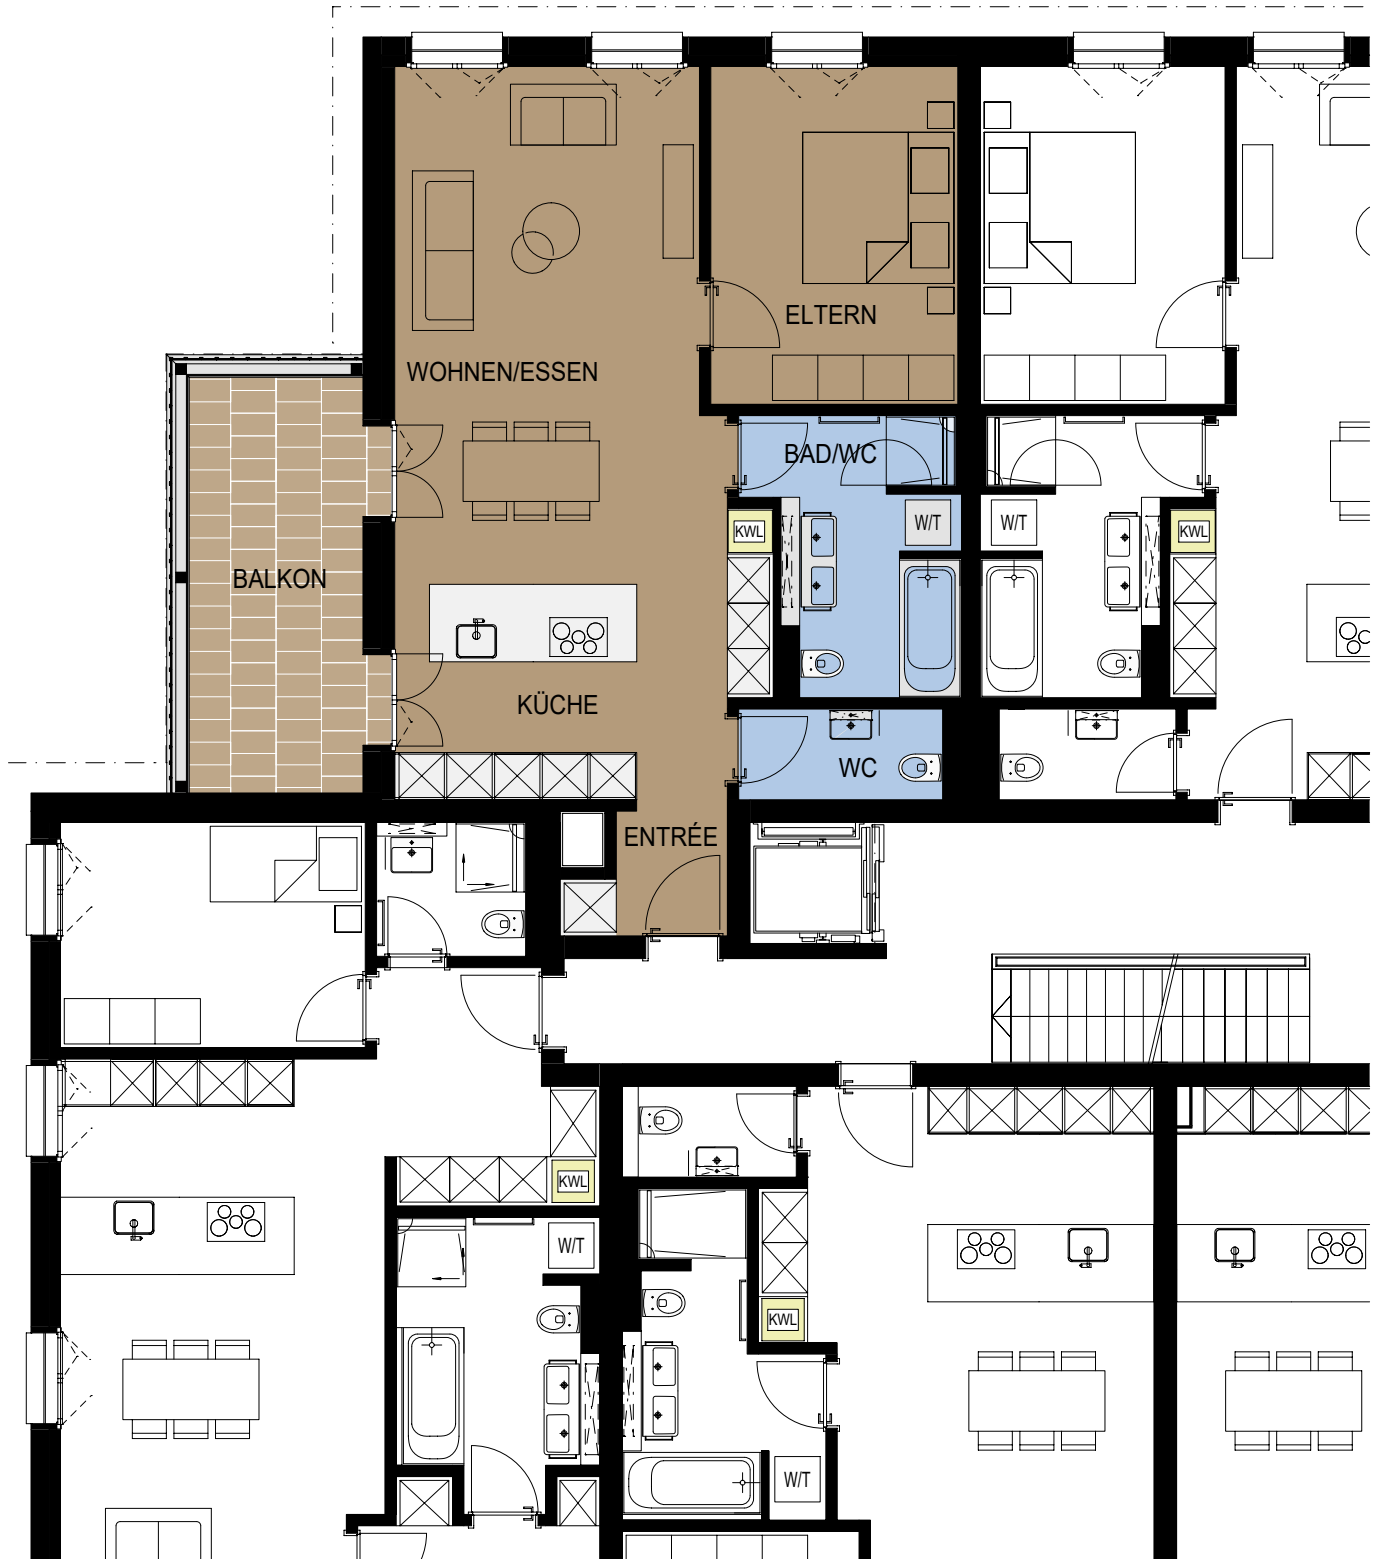 ELTERN
WOHNEN/ESSEN
BAD/WC
KWL
W/T
W/T
KWL
BALKON
KÜCHE
WC
ENTRÉE
KWL
W/T
KWL
W/T